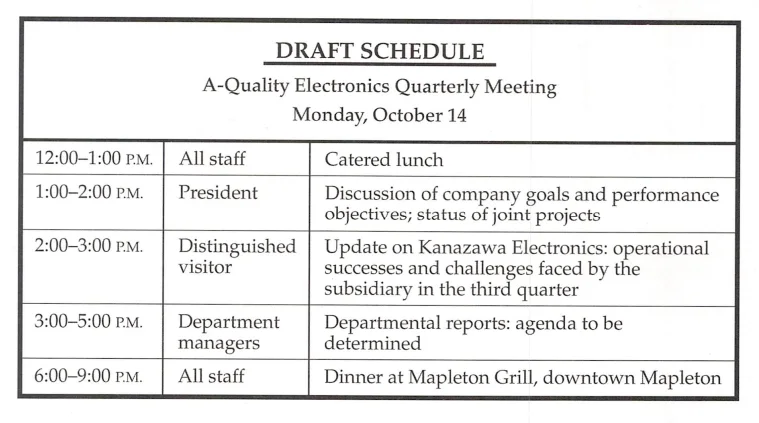 DRAFT SCHEDULE
A-Quality Electronics Quarterly Meeting
Monday, October 14
12:00–1:00 P.M. All staff Catered lunch
1:00–2:00 P.M. President Discussion of company goals and performance
objectives; status of joint projects
2:00–3:00 P.M. Distinguished Update on Kanazawa Electronics: operational
visitor successes and challenges faced by the
subsidiary in the third quarter
3:00–5:00 P.M. Department Departmental reports: agenda to be
managers determined
6:00–9:00 P.M. All staff Dinner at Mapleton Grill, downtown Mapleton